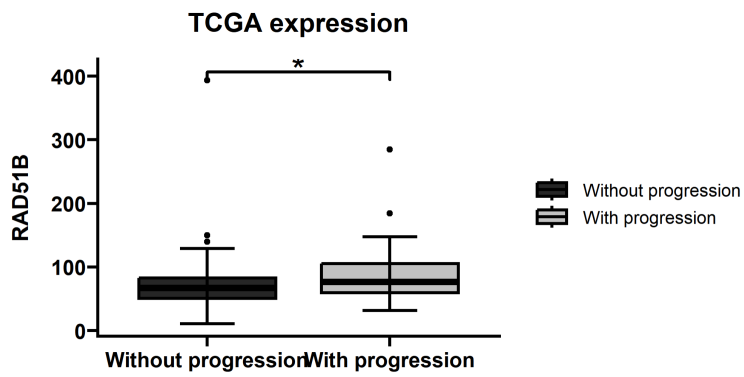 TCGA expression
*
400
300
200
100
0
RAD51B
Without progression
With progression
Without progression
With progression